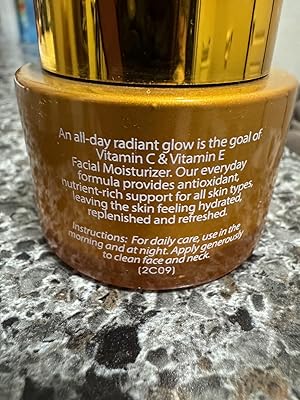 An all-day radiant glow is the goal of
Vitamin C & Vitamin E
Facial Moisturizer. Our everyday
formula provides antioxidant,
nutrient-rich support for all skin types,
leaving the skin feeling hydrated,
replenished and refreshed.
Instructions: For daily care, use in the
morning and at night. Apply generously
to clean face and neck.
(2C09)